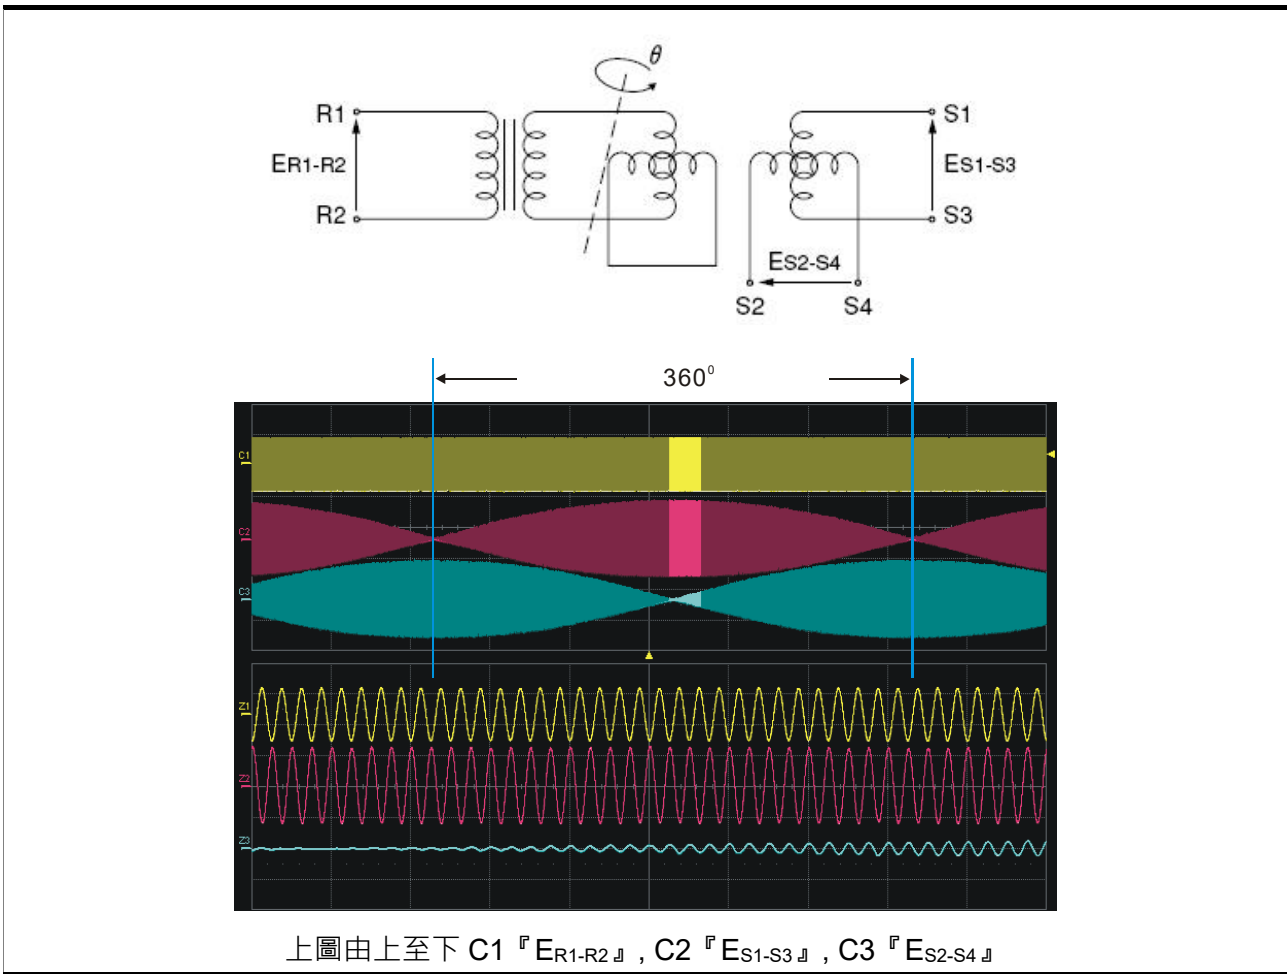 θ
R1
S1
ER1-R2
ES1-S3
R2
S3
ES2-S4
S2
S4
360⁰
C1
C2
C3
Z1
Z2
Z3
上圖由上至下 C1『ER1-R2』, C2『ES1-S3』, C3『ES2-S4』